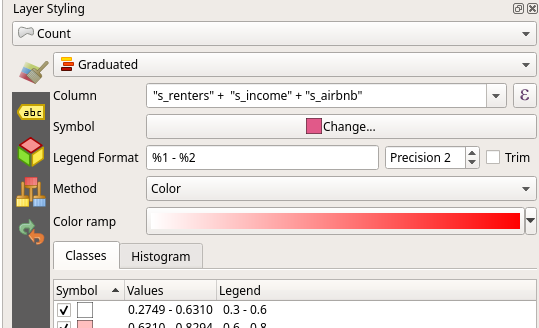 Layer Styling
Count
Graduated
Column "s_renters" + "s_income" + "s_airbnb" ε
abc
Symbol Change...
Legend Format %1 - %2 Precision 2 Trim
Method Color
Color ramp
Classes Histogram
Symbol Values Legend
0.2749 - 0.6310 0.3 - 0.6
0.6310 - 0.8294 0.6 - 0.8